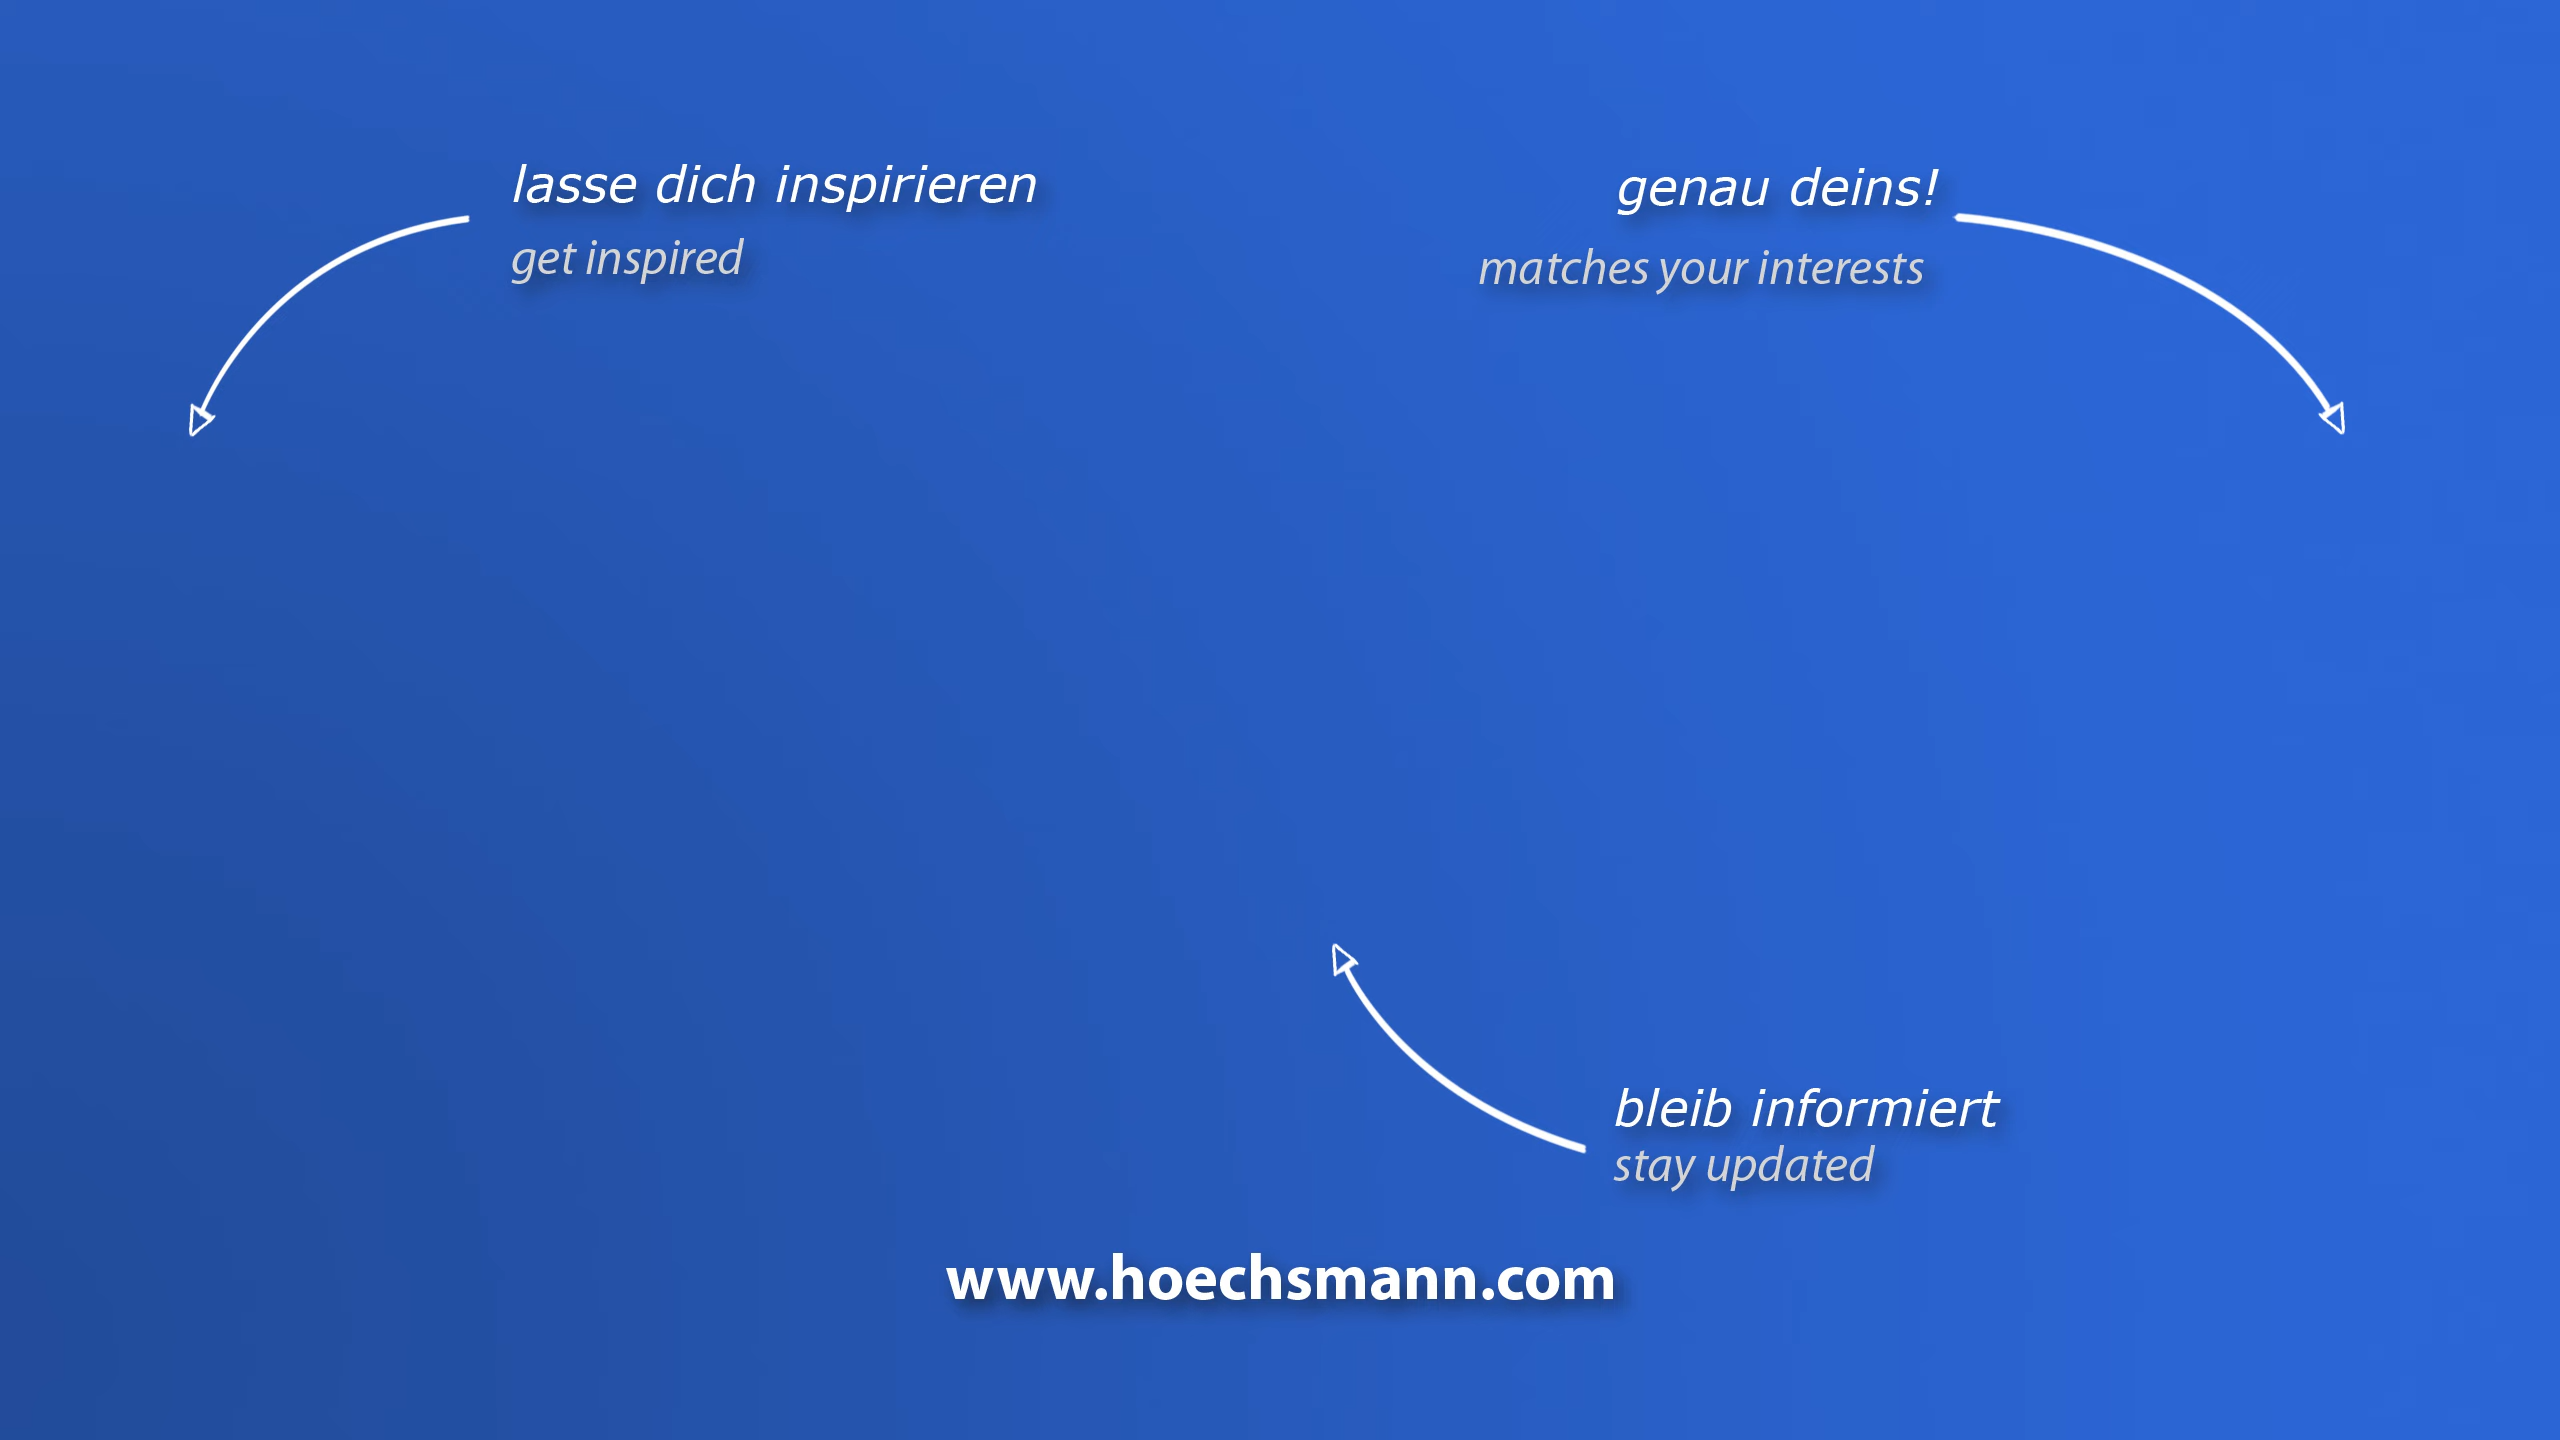 lasse dich inspirieren
get inspired
genau deins!
matches your interests
bleib informiert
stay updated
www.hoechsmann.com